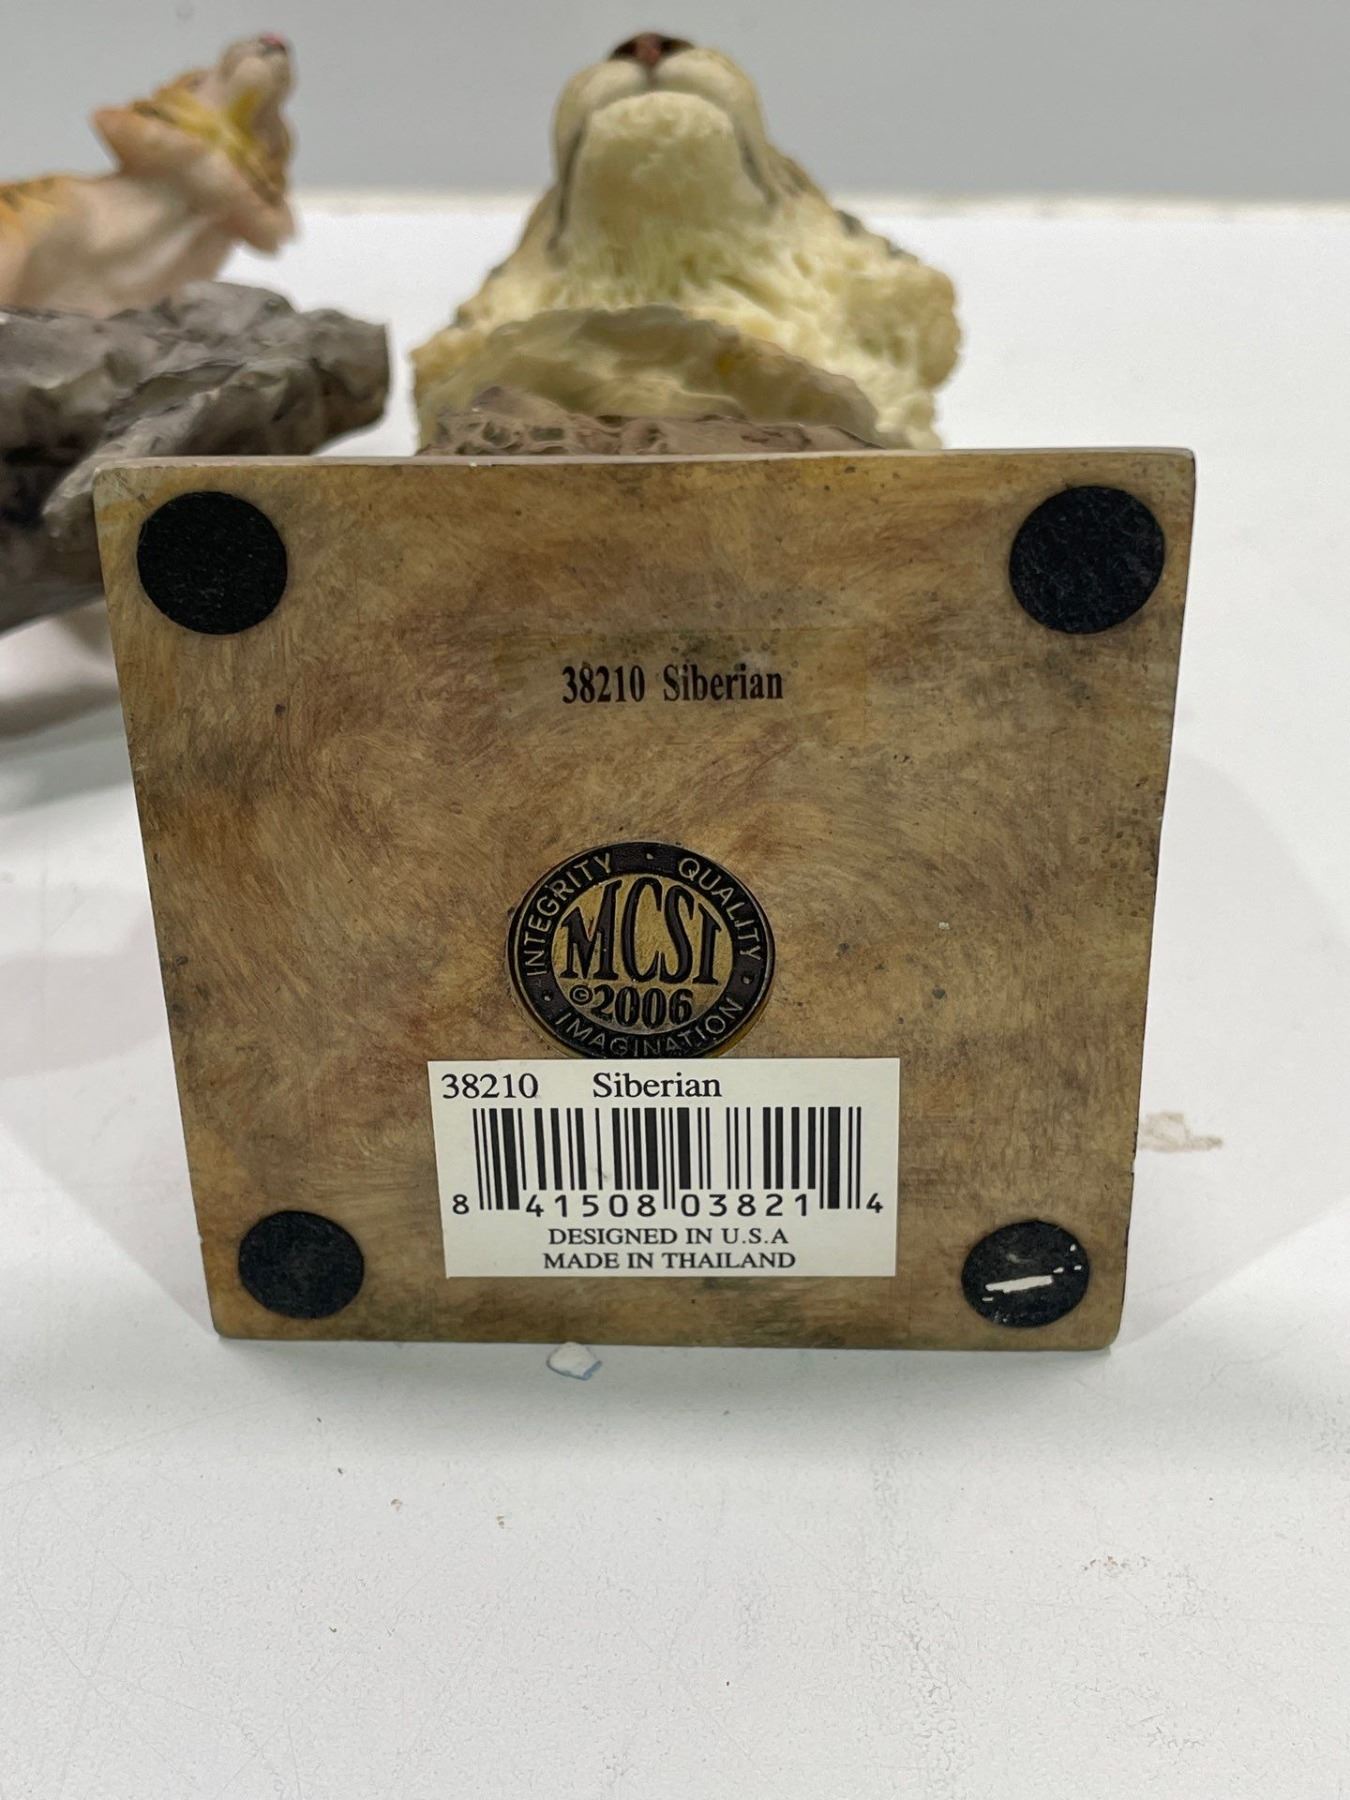 38210 Siberian
INTEGRITY · QUALITY · IMAGINATION ·
MCSI
©2006
38210 Siberian
8 41508 03821 4
DESIGNED IN U.S.A
MADE IN THAILAND